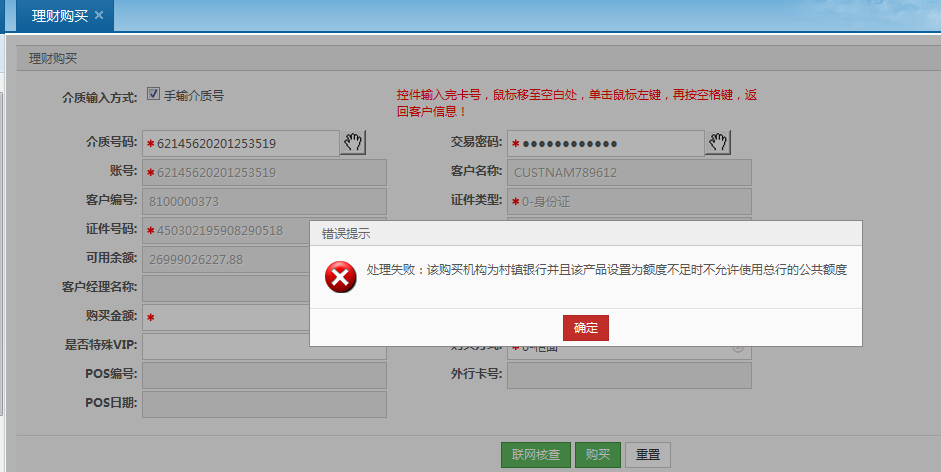 理财购买
理财购买
介质输入方式: 手输介质号
控件输入完卡号，鼠标移至空白处，单击鼠标左键，再按空格键，返
回客户信息！
介质号码: *62145620201253519 交易密码: *●●●●●●●●●●●●
账号: *62145620201253519 客户名称: CUSTNAM789612
客户编号: 8100000373 证件类型: *0-身份证
证件号码: *450302195908290518
错误提示
可用余额: 26999026227.88
处理失败：该购买机构为村镇银行并且该产品设置为额度不足时不允许使用总行的公共额度
客户经理名称:
购买金额: *
确定
是否特殊VIP:
POS编号: 外行卡号:
POS日期:
联网核查 购买 重置